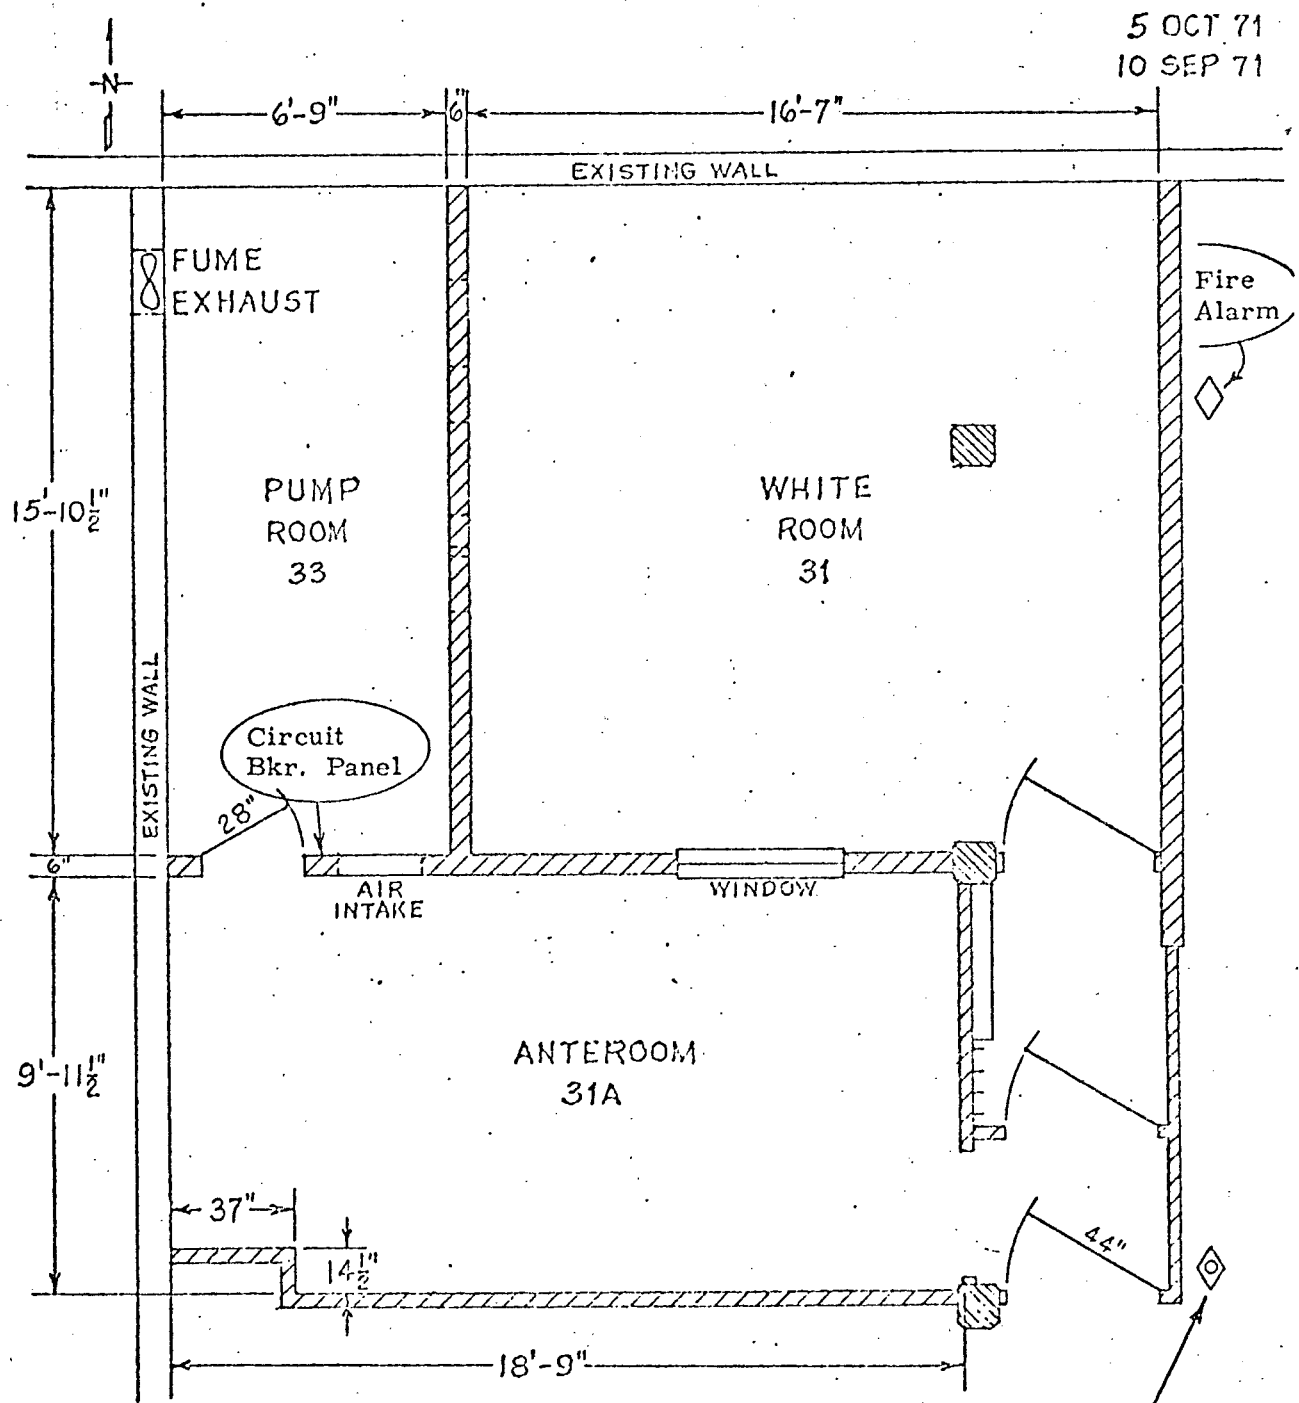 5 OCT 71
10 SEP 71
N
6'-9"
6"
16'-7"
EXISTING WALL
FUME
EXHAUST
Fire
Alarm
15'-10½"
PUMP
ROOM
33
WHITE
ROOM
31
EXISTING WALL
Circuit
Bkr. Panel
28"
6"
AIR
INTAKE
WINDOW
9'-11½"
ANTEROOM
31A
37"
14½"
44"
18'-9"